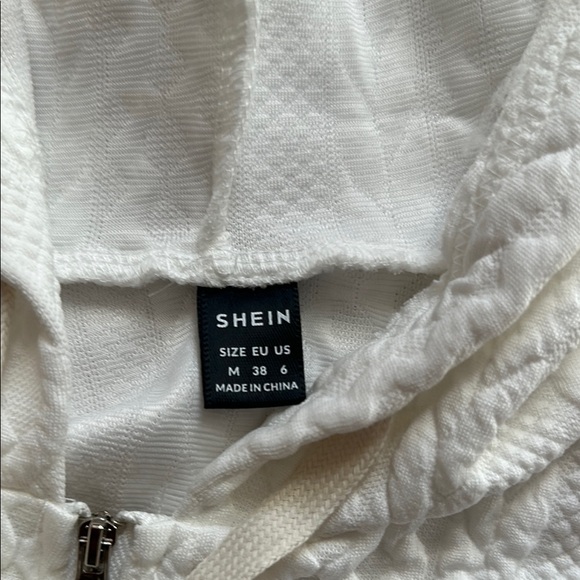 SHEIN
SIZE EU US
M 38 6
MADE IN CHINA